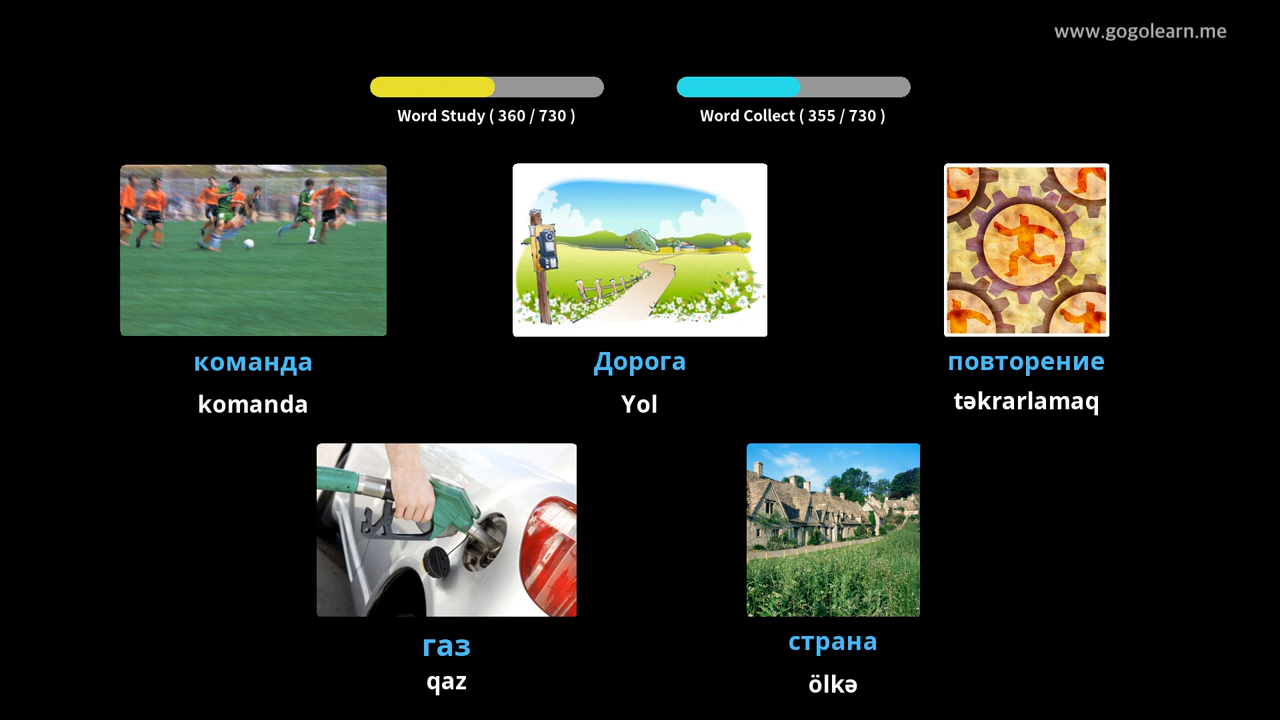 www.gogolearn.me
Word Study ( 360 / 730 )
Word Collect ( 355 / 730 )
команда
komanda
Дорога
Yol
повторение
təkrarlamaq
газ
qaz
страна
ölkə